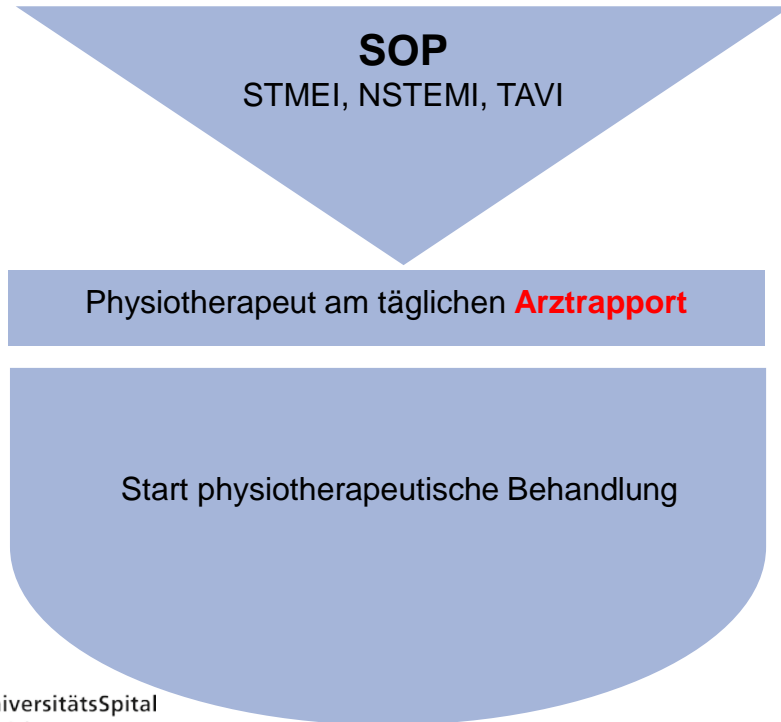 SOP
STMEI, NSTEMI, TAVI
Physiotherapeut am täglichen Arztrapport
Start physiotherapeutische Behandlung
iversitätsSpital